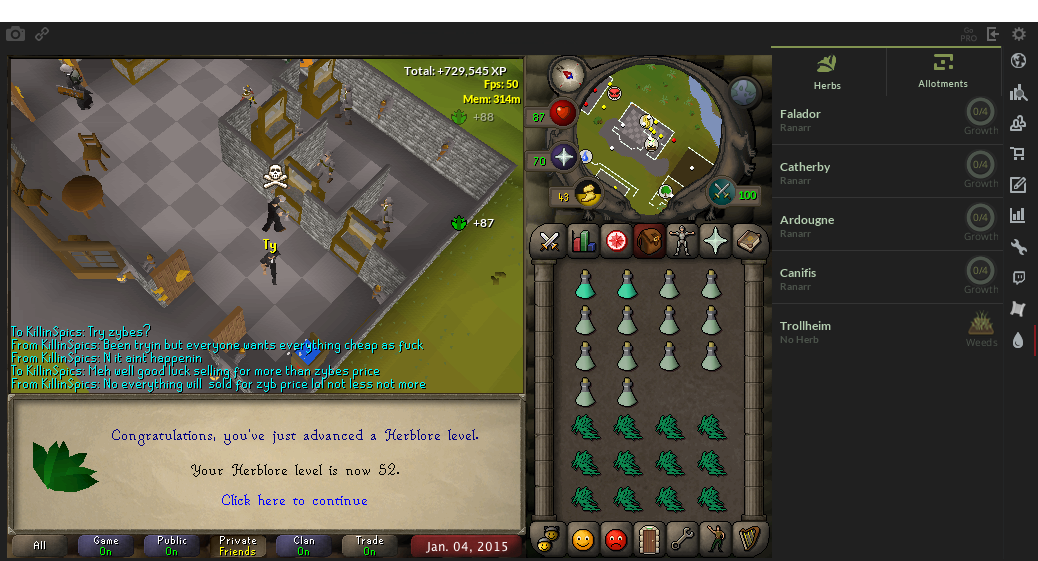 Go
PRO
Total: +729,545 XP
Fps: 50
Mem: 314m
+88
+87
Ty
To KillinSpics: Try zybes?
From KillinSpics: Been tryin but everyone wants everything cheap as fuck
From KillinSpics: N it aint happenin
To KillinSpics: Meh well good luck selling for more than zybes price
From KillinSpics: No everything will sold for zyb price lol not less not more
Congratulations, you've just advanced a Herblore level.
Your Herblore level is now 52.
Click here to continue
All
Game
On
Public
On
Private
Friends
Clan
On
Trade
On
Jan. 04, 2015
87
70
43
100
Herbs
Allotments
Falador
Ranarr
0/4
Growth
Catherby
Ranarr
0/4
Growth
Ardougne
Ranarr
0/4
Growth
Canifis
Ranarr
0/4
Growth
Trollheim
No Herb
Weeds